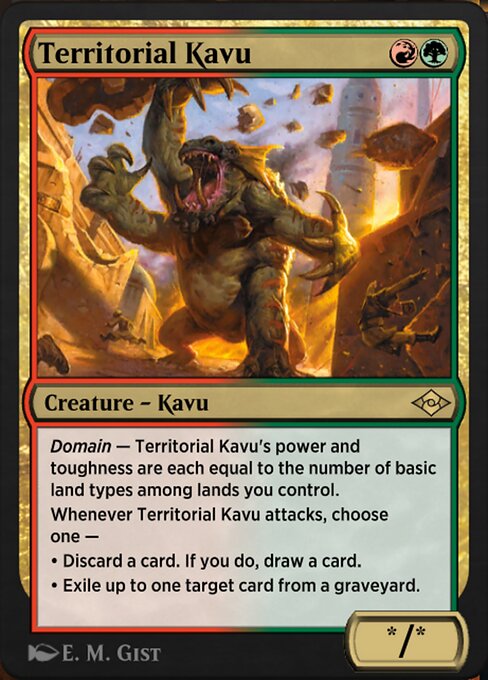 Territorial Kavu
Creature – Kavu
Domain — Territorial Kavu's power and
toughness are each equal to the number of basic
land types among lands you control.
Whenever Territorial Kavu attacks, choose
one —
• Discard a card. If you do, draw a card.
• Exile up to one target card from a graveyard.
*/*
E. M. Gist